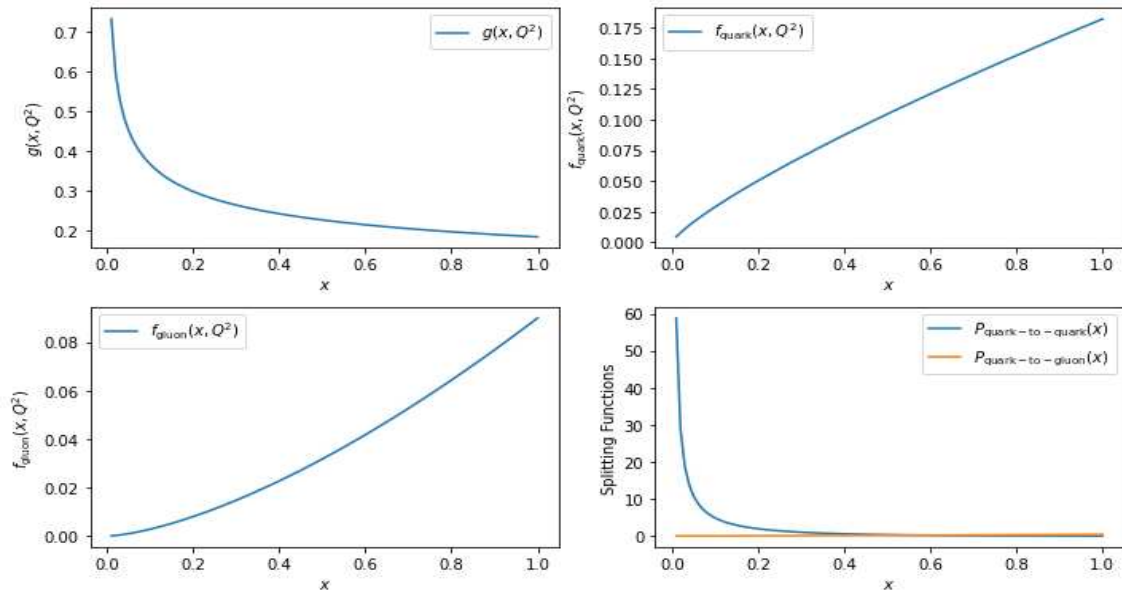 0.7
0.6
0.5
0.4
0.3
0.2
0.0 0.2 0.4 0.6 0.8 1.0
x
g(x, Q²)
g(x, Q²)
0.175
0.150
0.125
0.100
0.075
0.050
0.025
0.000
0.0 0.2 0.4 0.6 0.8 1.0
x
f_quark(x, Q²)
f_quark(x, Q²)
0.08
0.06
0.04
0.02
0.00
0.0 0.2 0.4 0.6 0.8 1.0
x
f_gluon(x, Q²)
f_gluon(x, Q²)
60
50
40
30
20
10
0
0.0 0.2 0.4 0.6 0.8 1.0
x
Splitting Functions
P_quark−to−quark(x)
P_quark−to−gluon(x)